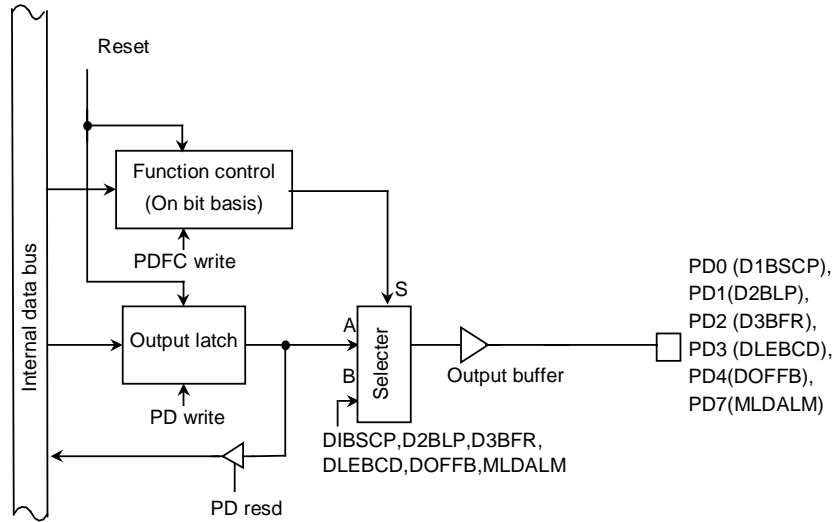 Reset
Internal data bus
Function control
(On bit basis)
PDFC write
Output latch
PD write
PD resd
S
A
B
Selecter
DIBSCP,D2BLP,D3BFR,
DLEBCD,DOFFB,MLDALM
Output buffer
PD0 (D1BSCP),
PD1(D2BLP),
PD2 (D3BFR),
PD3 (DLEBCD),
PD4(DOFFB),
PD7(MLDALM)